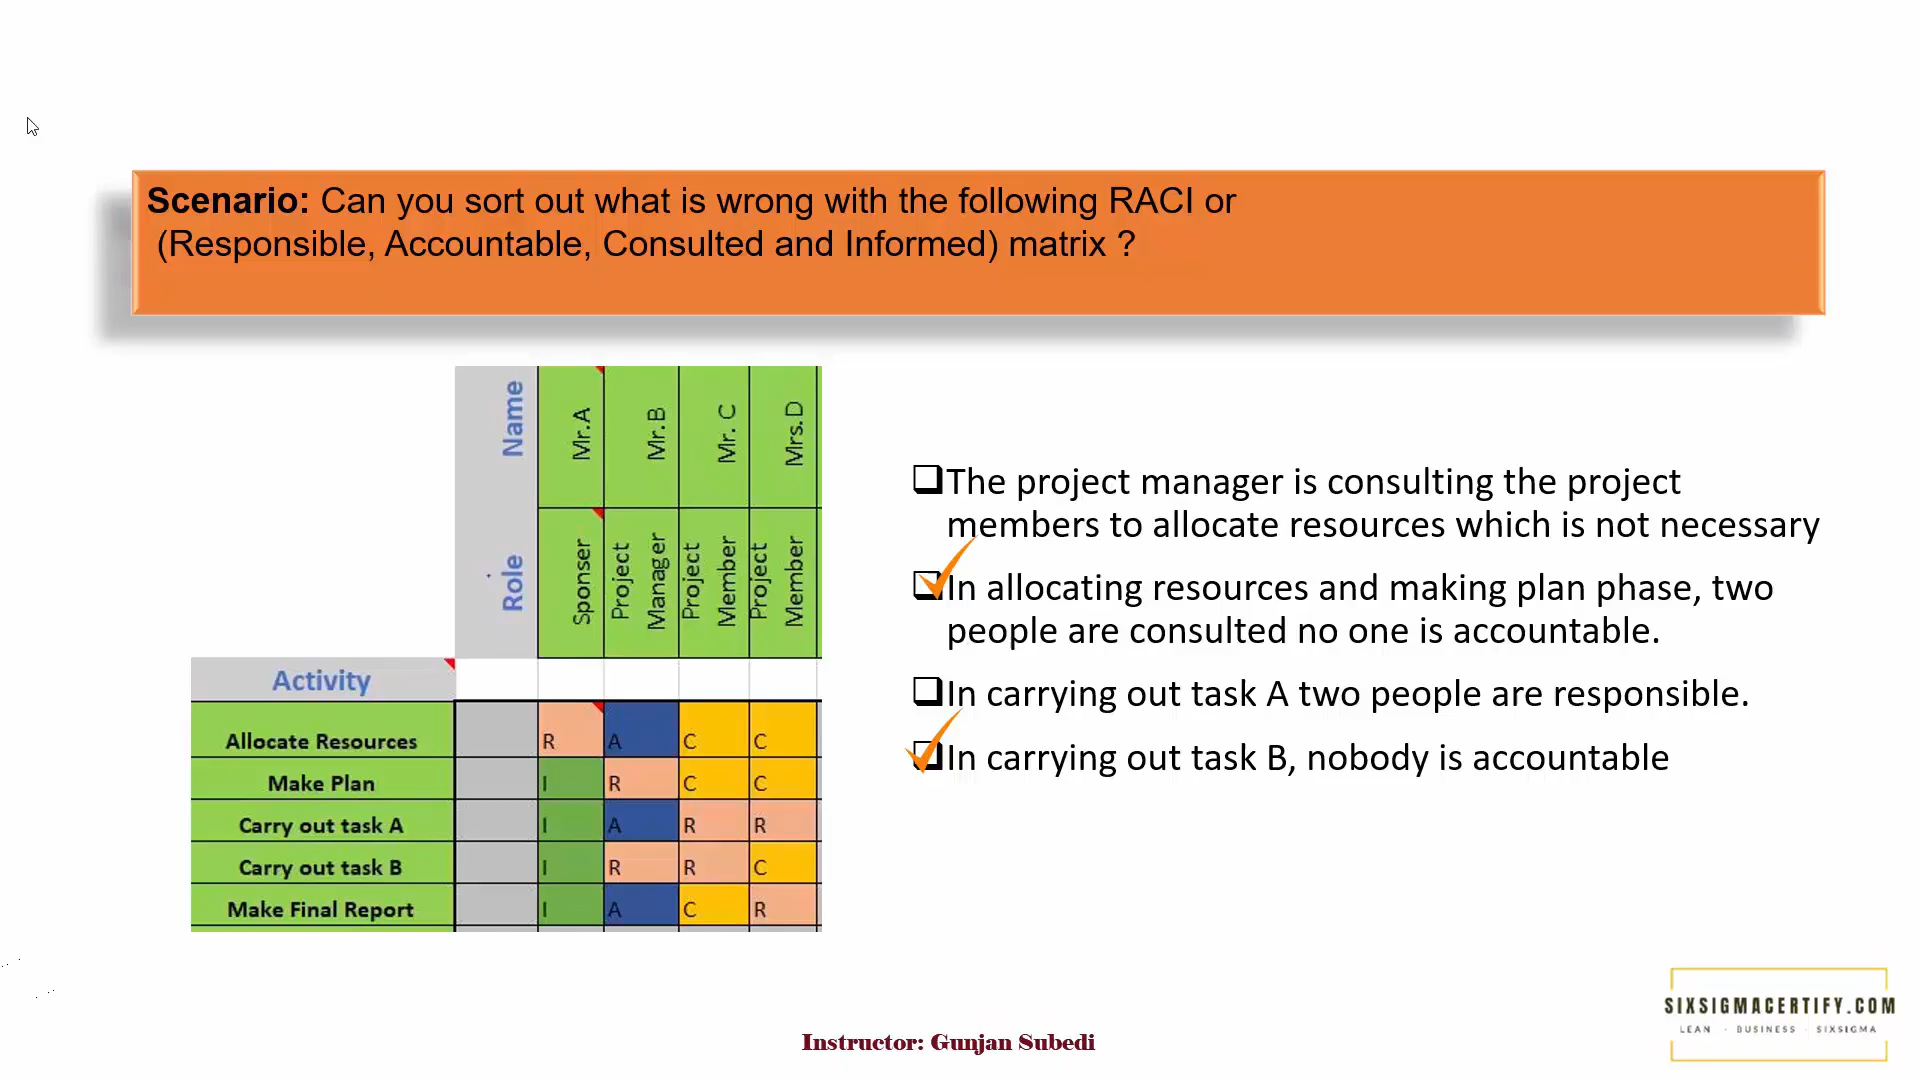 Scenario: Can you sort out what is wrong with the following RACI or
(Responsible, Accountable, Consulted and Informed) matrix ?
Name Mr.A Mr.B Mr. C Mrs.D
Role Sponser Project Manager Project Member Project Member
Activity
Allocate Resources R A C C
Make Plan I R C C
Carry out task A I A R R
Carry out task B I R R C
Make Final Report I A C R
The project manager is consulting the project
members to allocate resources which is not necessary
In allocating resources and making plan phase, two
people are consulted no one is accountable.
In carrying out task A two people are responsible.
In carrying out task B, nobody is accountable
SIXSIGMACERTIFY.COM
LEAN · BUSINESS · SIXSIGMA
Instructor: Gunjan Subedi